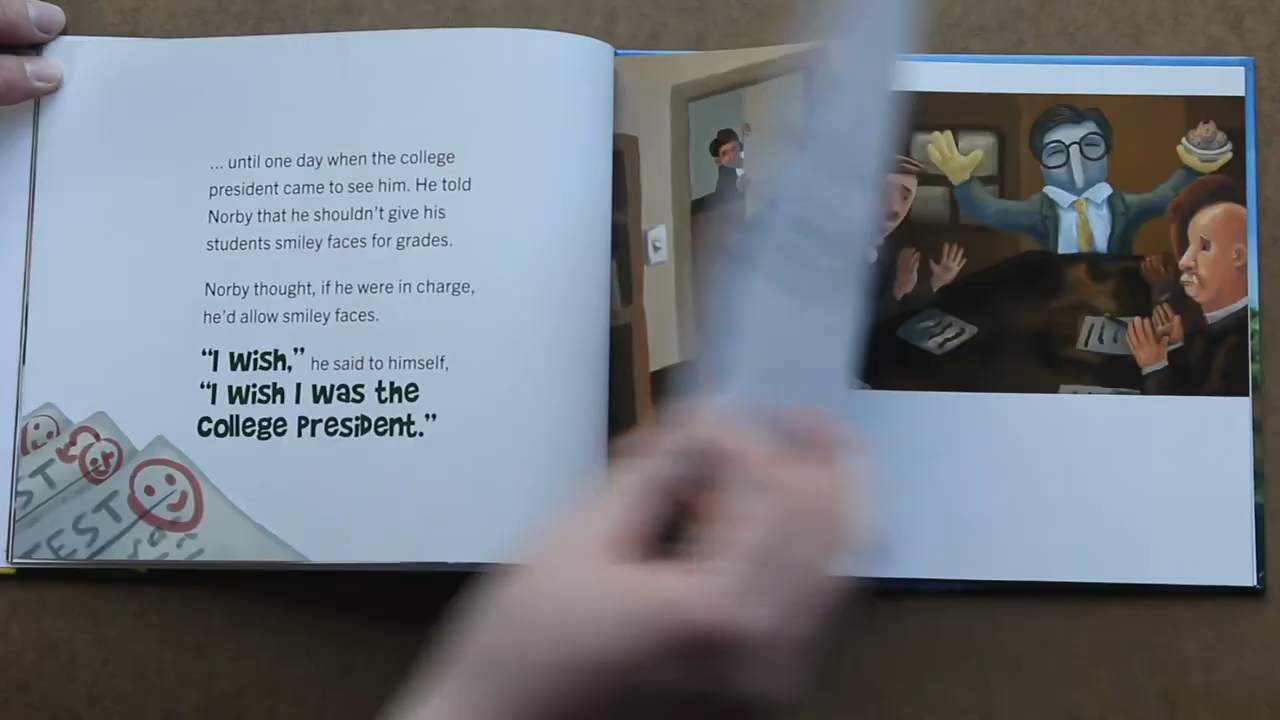 ... until one day when the college
president came to see him. He told
Norby that he shouldn't give his
students smiley faces for grades.
Norby thought, if he were in charge,
he'd allow smiley faces.
“I wish,” he said to himself,
“I wish I was the
college president.”
TEST